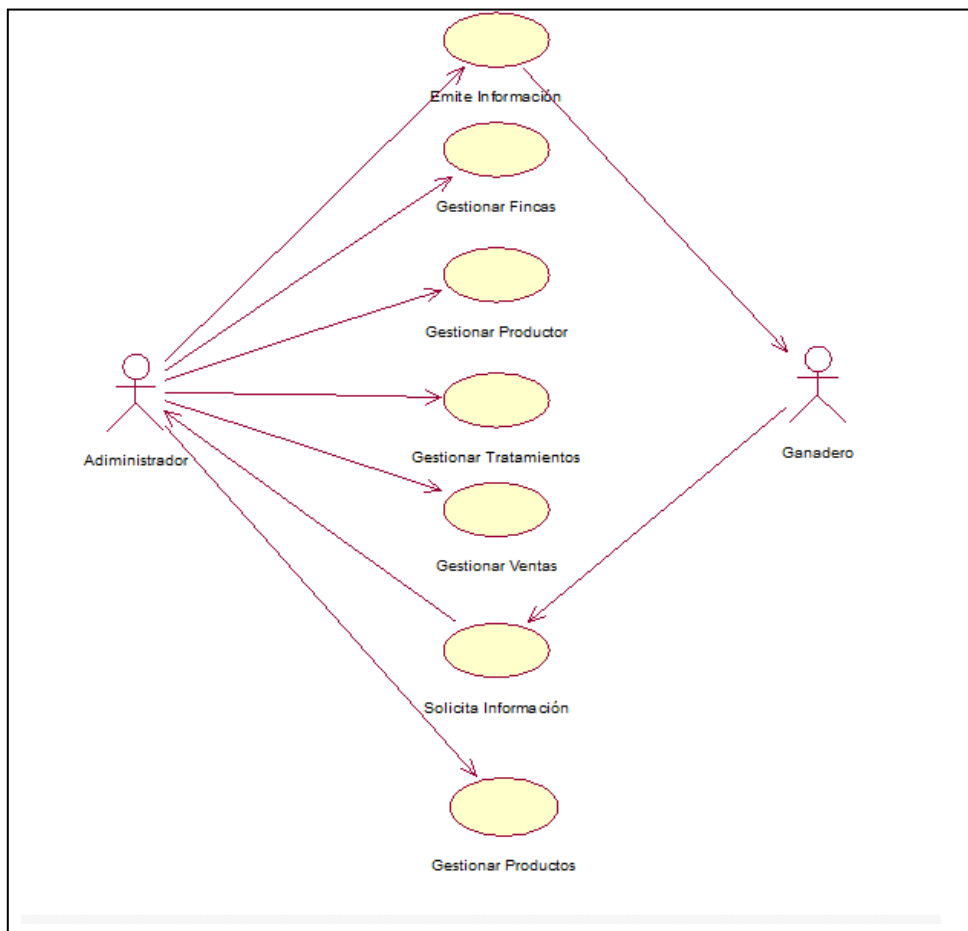 Emite Información
Gestionar Fincas
Gestionar Productor
Adiministrador
Gestionar Tratamientos
Ganadero
Gestionar Ventas
Solicita Información
Gestionar Productos